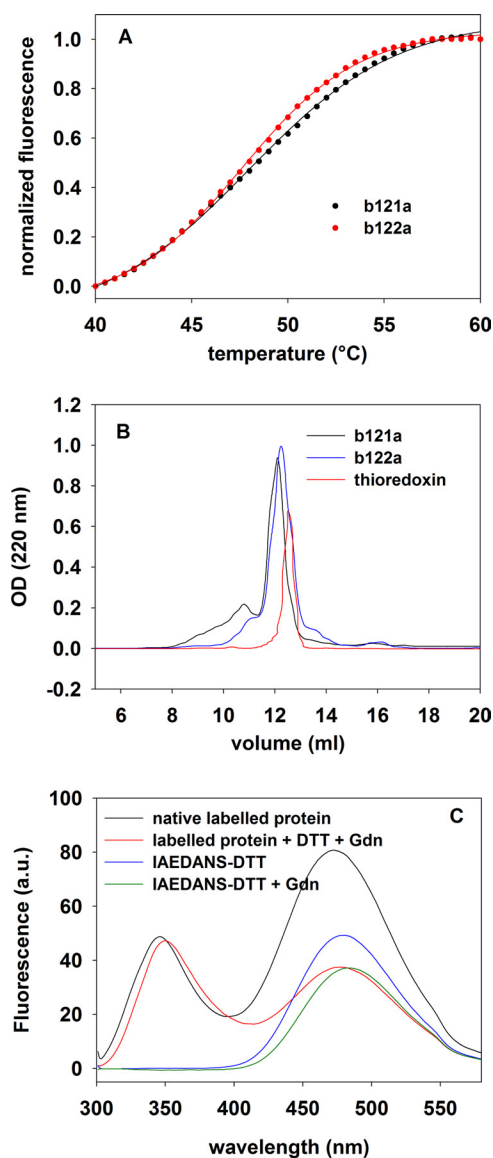 A
1.0
0.8
0.6
0.4
0.2
0.0
normalized fluorescence
b121a
b122a
40 45 50 55 60
temperature (°C)
B
1.2
1.0
0.8
0.6
0.4
0.2
0.0
-0.2
OD (220 nm)
b121a
b122a
thioredoxin
6 8 10 12 14 16 18 20
volume (ml)
C
100
80
60
40
20
0
Fluorescence (a.u.)
native labelled protein
labelled protein + DTT + Gdn
IAEDANS-DTT
IAEDANS-DTT + Gdn
300 350 400 450 500 550
wavelength (nm)